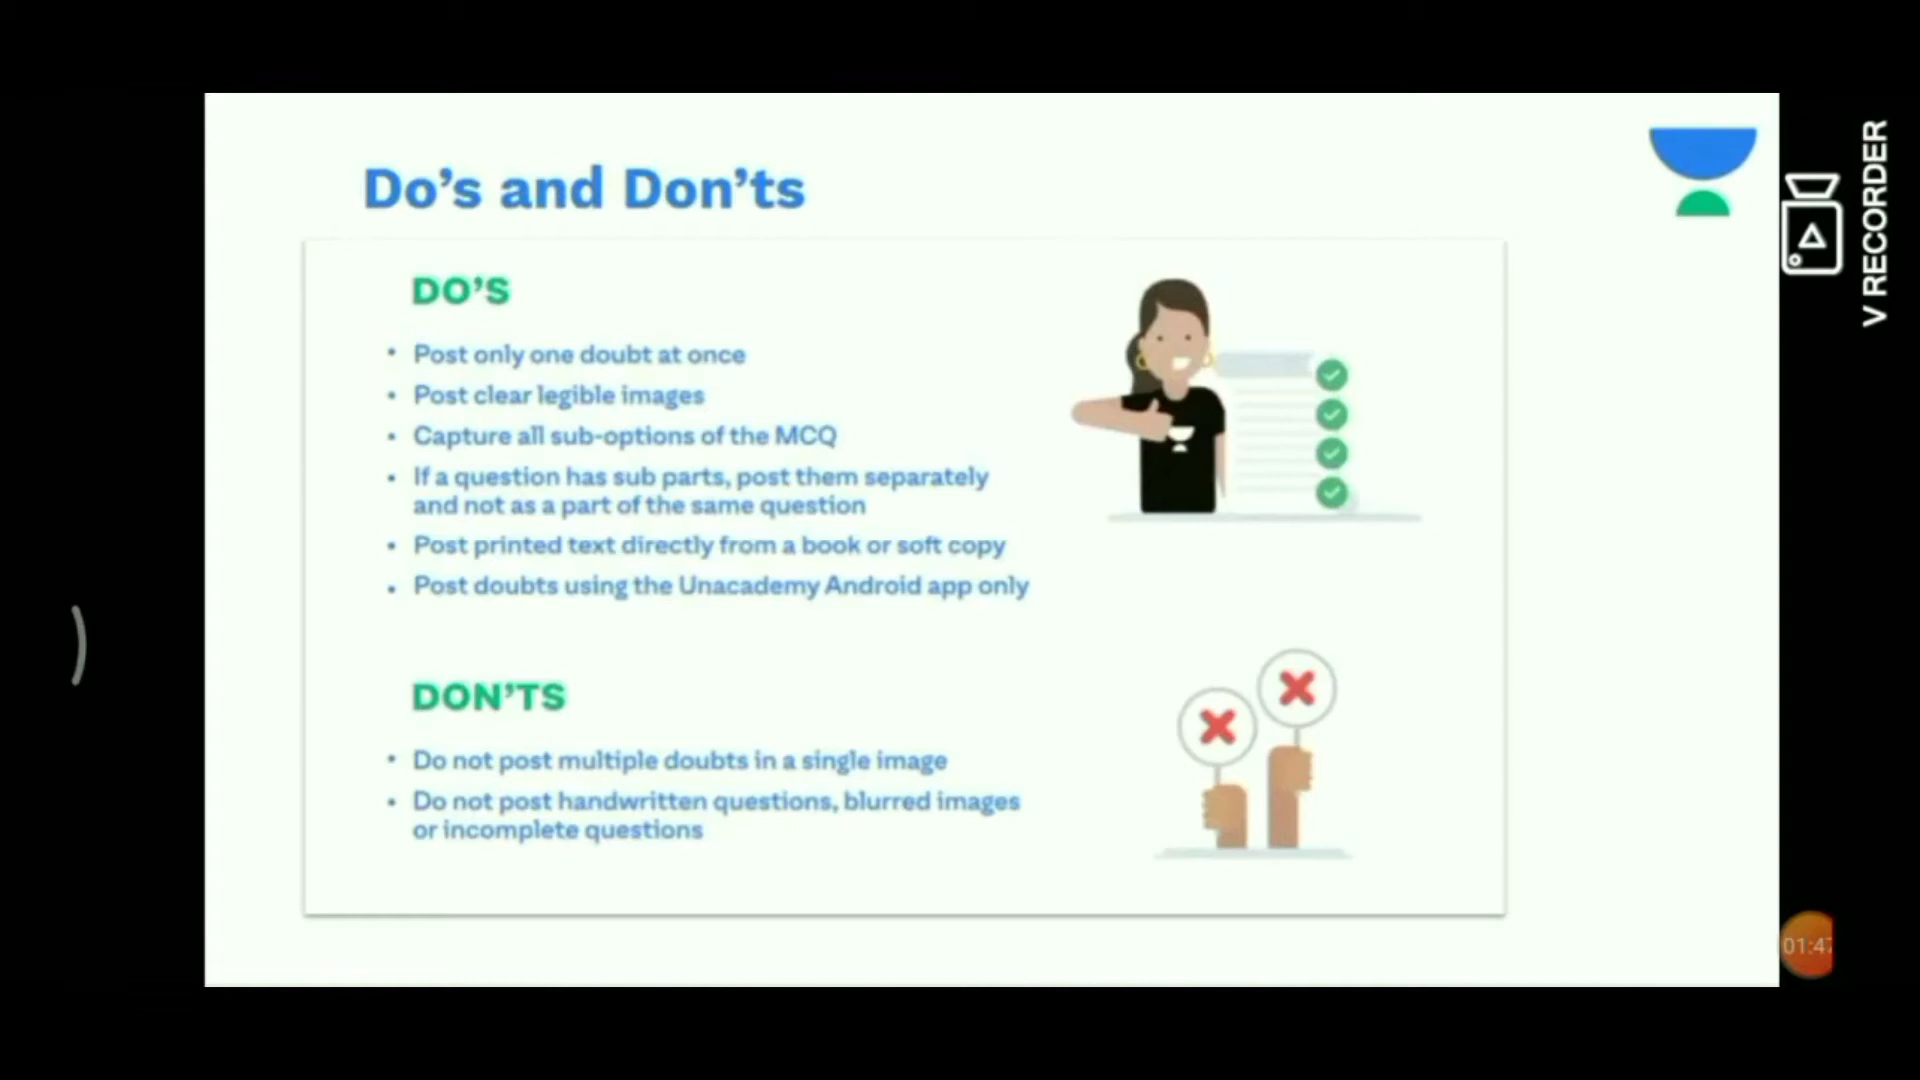 Do's and Don'ts
DO'S
• Post only one doubt at once
• Post clear legible images
• Capture all sub-options of the MCQ
• If a question has sub parts, post them separately
and not as a part of the same question
• Post printed text directly from a book or soft copy
• Post doubts using the Unacademy Android app only
DON'TS
• Do not post multiple doubts in a single image
• Do not post handwritten questions, blurred images
or incomplete questions
V RECORDER
01:47